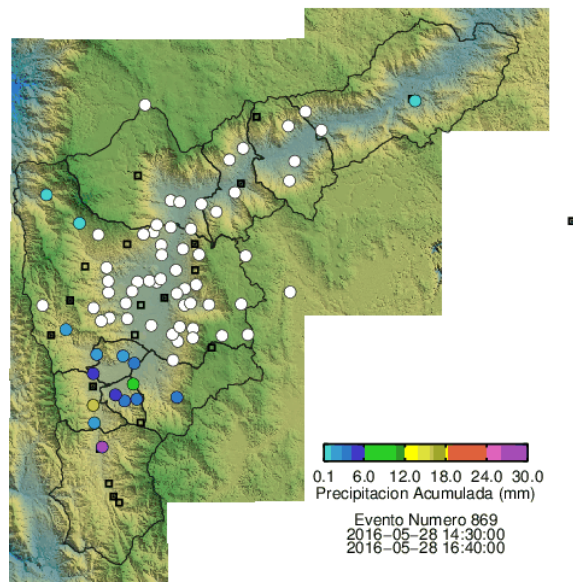 0.1 6.0 12.0 18.0 24.0 30.0
Precipitacion Acumulada (mm)
Evento Numero 869
2016-05-28 14:30:00
2016-05-28 16:40:00